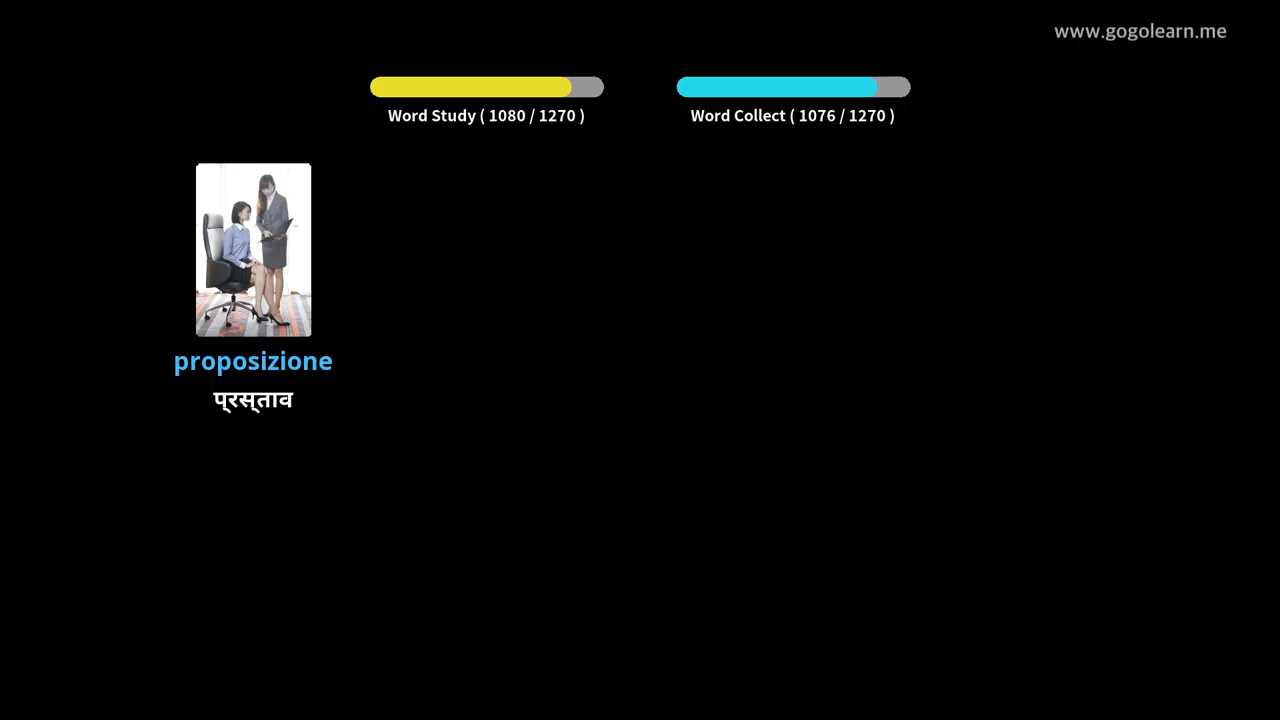 www.gogolearn.me
Word Study ( 1080 / 1270 )
Word Collect ( 1076 / 1270 )
proposizione
प्रस्ताव